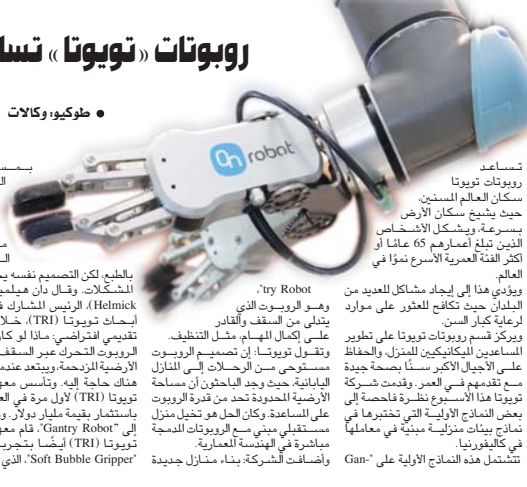 روبوتات «تويوتا» تسا
• طوكيو: وكالات
On robot
تساعد
روبوتات تويوتا
سكان العالم المسنين،
حيث يشيخ سكان الأرض
بسرعة، ويشكل الأشخاص
الذين تبلغ أعمارهم 65 عامًا أو
أكثر الفئة العمرية الأسرع نموًا في
العالم.
ويؤدي هذا إلى إيجاد مشاكل للعديد من
البلدان حيث تكافح للعثور على موارد
لرعاية كبار السن.
ويركز قسم روبوتات تويوتا على تطوير
المساعدين الميكانيكيين للمنزل، والحفاظ
على الأجيال الأكبر سنًا بصحة جيدة
مع تقدمهم في العمر. وقدمت شركة
تويوتا هذا الأسبوع نظرة فاحصة إلى
بعض النماذج الأولية التي تختبرها في
نماذج بيئات منزلية مبنية في معاملها
في كاليفورنيا.
تتشتمل هذه النماذج الأولية على "Gan-
try Robot"،
وهو الروبوت الذي
يتدلى من السقف والقادر
على إكمال المهام، مثل التنظيف.
وتقول تويوتا: إن تصميم الروبوت
مستوحى من الرحلات إلى المنازل
اليابانية، حيث وجد الباحثون أن مساحة
الأرضية المحدودة تحد من قدرة الروبوت
على المساعدة. وكان الحل هو تخيل منزل
مستقبلي مبني مع الروبوتات المدمجة
مباشرة في الهندسة المعمارية.
وأضافت الشركة: بناء منازل جديدة
بمس
بالطبع، لكن التصميم نفسه يح
المشكلات. وقال دان هيلمي
Helmick)، الرئيس المشارك ف
أبحاث تويوتا (TRI)، خلا
تقديمي افتراضي: ماذا لو كار
الروبوت التحرك عبر السقف
الأرضية المزدحمة، ويبتعد عندم
هناك حاجة إليه. وتأسس معه
تويوتا (TRI) لأول مرة في الع
باستثمار بقيمة مليار دولار. و
إلى "Gantry Robot"، قام معه
تويوتا (TRI) أيضًا بتجرب
"Soft Bubble Gripper"، الذي